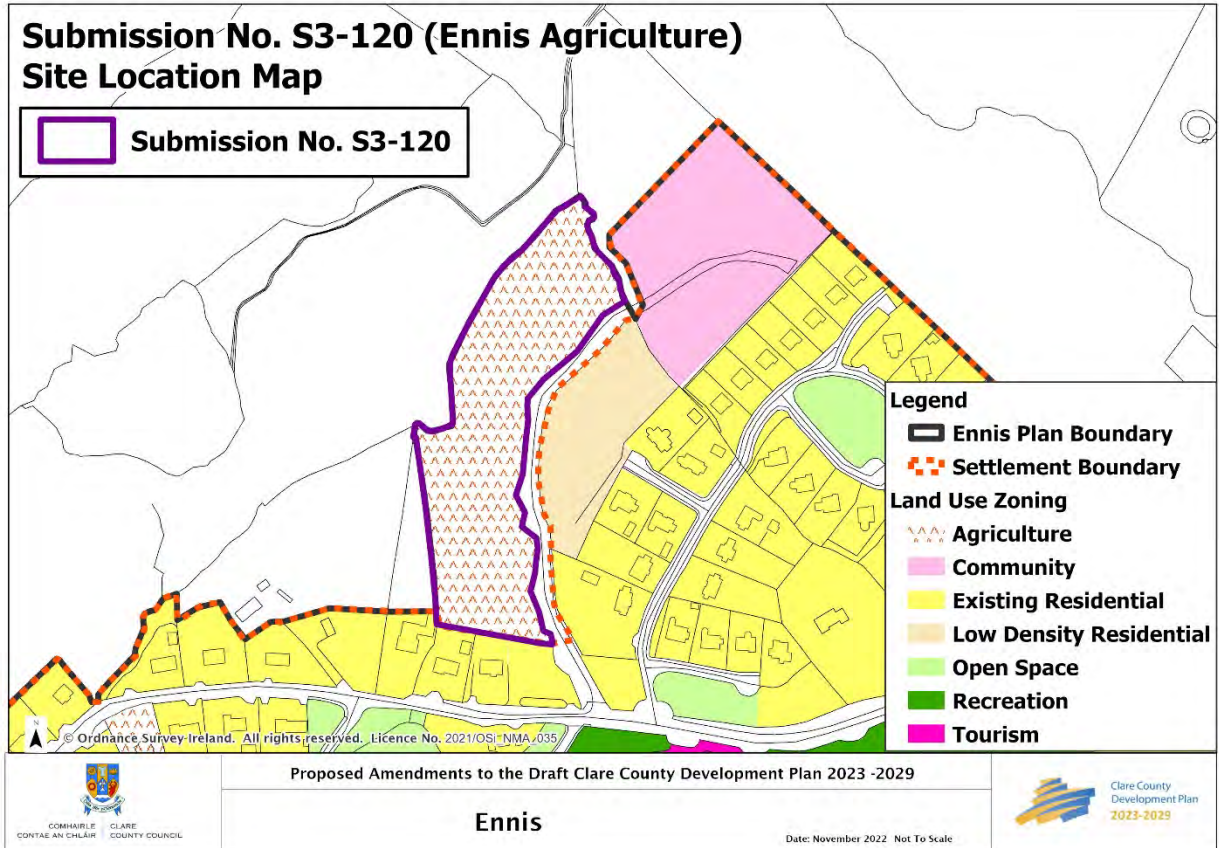 Submission No. S3-120 (Ennis Agriculture)
Site Location Map
Submission No. S3-120
Legend
Ennis Plan Boundary
Settlement Boundary
Land Use Zoning
Agriculture
Community
Existing Residential
Low Density Residential
Open Space
Recreation
Tourism
N
© Ordnance Survey Ireland. All rights reserved. Licence No. 2021/OSi_NMA_035
COMHAIRLE CONTAE AN CHLÁIR
CLARE COUNTY COUNCIL
Proposed Amendments to the Draft Clare County Development Plan 2023 -2029
Ennis
Date: November 2022 Not To Scale
Clare County
Development Plan
2023-2029